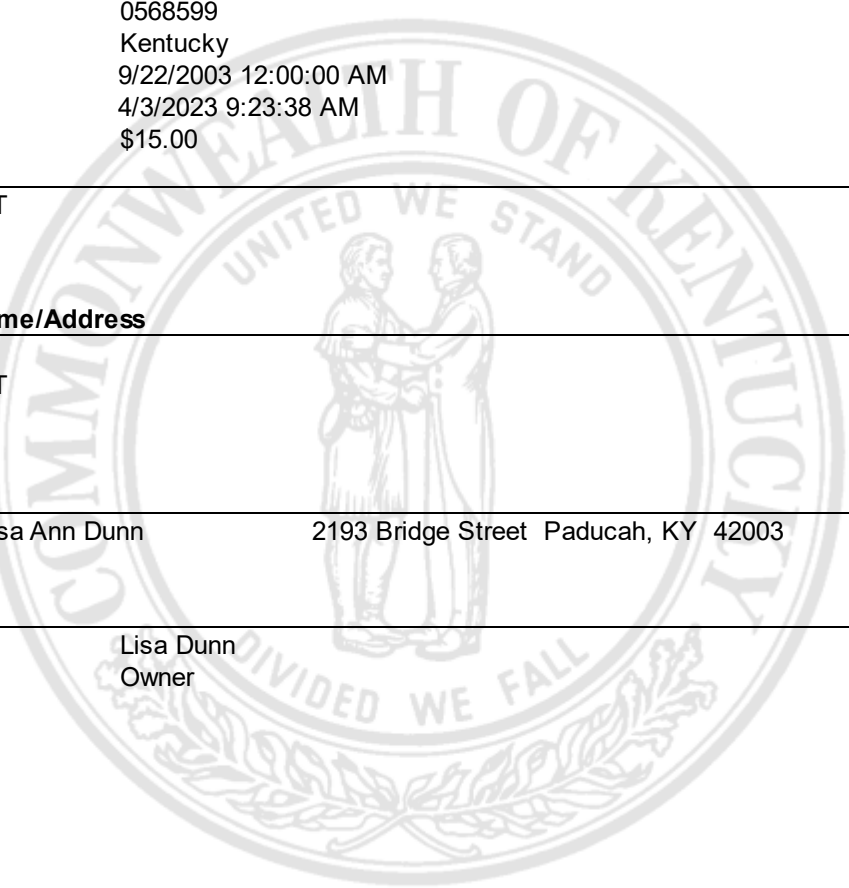 0568599
Kentucky
9/22/2003 12:00:00 AM
4/3/2023 9:23:38 AM
$15.00
T
me/Address
T
sa Ann Dunn 2193 Bridge Street Paducah, KY 42003
Lisa Dunn
Owner
COMMONWEALTH OF KENTUCKY
UNITED WE STAND
DIVIDED WE FALL